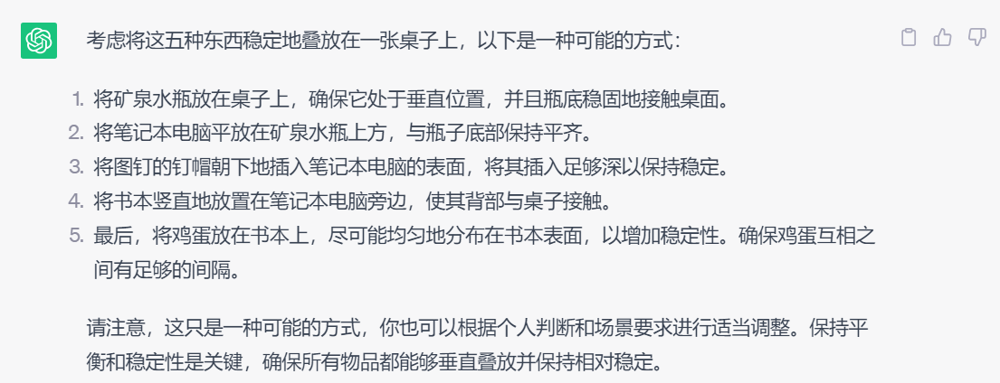 考虑将这五种东西稳定地叠放在一张桌子上，以下是一种可能的方式：
1. 将矿泉水瓶放在桌子上，确保它处于垂直位置，并且瓶底稳固地接触桌面。
2. 将笔记本电脑平放在矿泉水瓶上方，与瓶子底部保持平齐。
3. 将图钉的钉帽朝下地插入笔记本电脑的表面，将其插入足够深以保持稳定。
4. 将书本竖直地放置在笔记本电脑旁边，使其背部与桌子接触。
5. 最后，将鸡蛋放在书本上，尽可能均匀地分布在书本表面，以增加稳定性。确保鸡蛋互相之
间有足够的间隔。
请注意，这只是一种可能的方式，你也可以根据个人判断和场景要求进行适当调整。保持平
衡和稳定性是关键，确保所有物品都能够垂直叠放并保持相对稳定。